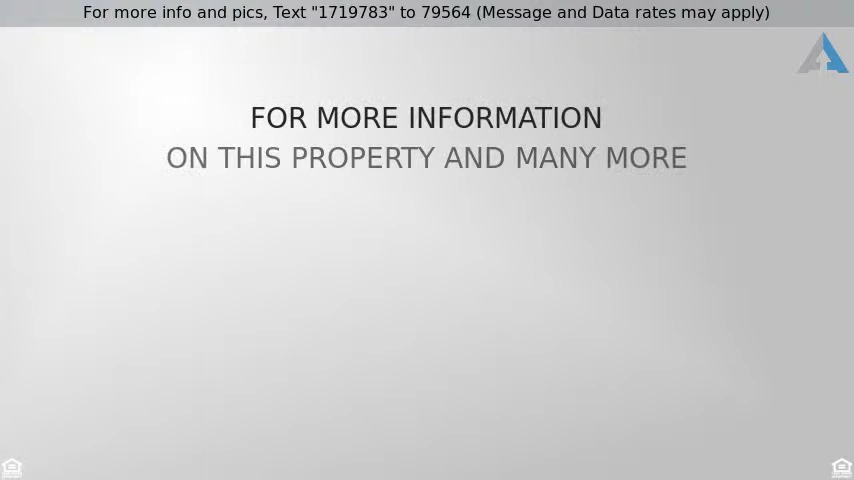 For more info and pics, Text "1719783" to 79564 (Message and Data rates may apply)
FOR MORE INFORMATION
ON THIS PROPERTY AND MANY MORE